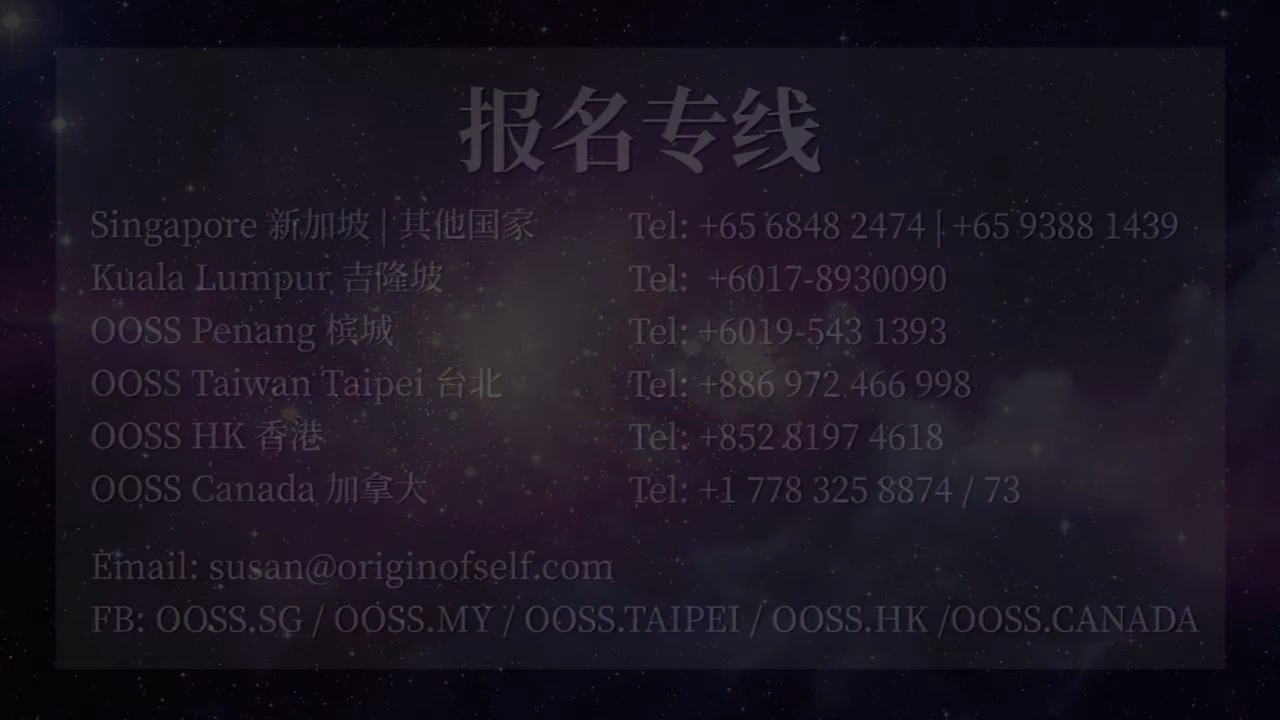 报名专线
Singapore 新加坡 | 其他国家 Tel: +65 6848 2474 | +65 9388 1439
Kuala Lumpur 吉隆坡 Tel: +6017-8930090
OOSS Penang 槟城 Tel: +6019-543 1393
OOSS Taiwan Taipei 台北 Tel: +886 972 466 998
OOSS HK 香港 Tel: +852 8197 4618
OOSS Canada 加拿大 Tel: +1 778 325 8874 / 73
Email: susan@originofself.com
FB: OOSS.SG / OOSS.MY / OOSS.TAIPEI / OOSS.HK /OOSS.CANADA